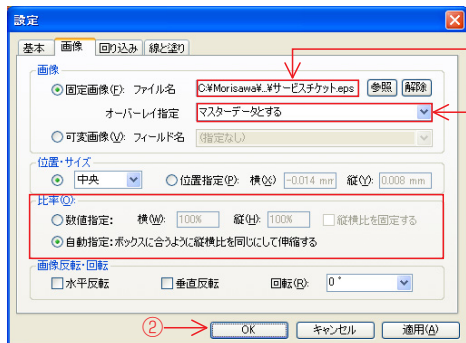 設定
基本 画像 回り込み 線と塗り
画像
固定画像(F): ファイル名 C:¥Morisawa¥..¥サービスチケット.eps 参照 解除
オーバーレイ指定 マスターデータとする
可変画像(V): フィールド名 (指定なし)
位置・サイズ
中央 位置指定(P): 横(X) -0.014 mm 縦(Y): 0.008 mm
比率(O):
数値指定: 横(W): 100% 縦(H): 100% 縦横比を固定する
自動指定:ボックスに合うように縦横比を同じにして伸縮する
画像反転・回転
水平反転 垂直反転 回転(R): 0°
② OK キャンセル 適用(A)